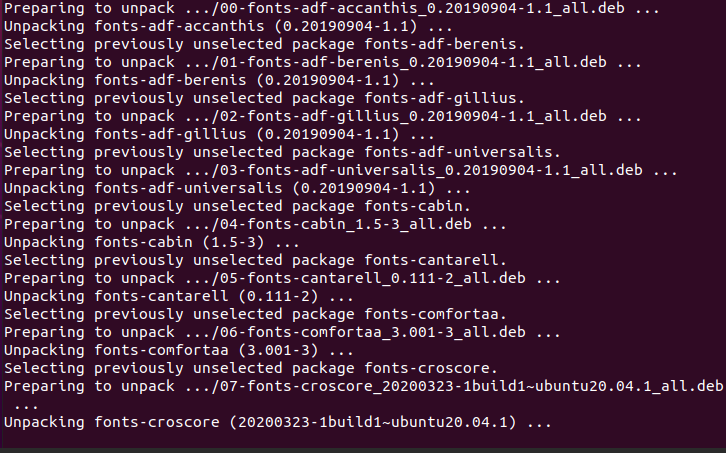 Preparing to unpack .../00-fonts-adf-accanthis_0.20190904-1.1_all.deb ...
Unpacking fonts-adf-accanthis (0.20190904-1.1) ...
Selecting previously unselected package fonts-adf-berenis.
Preparing to unpack .../01-fonts-adf-berenis_0.20190904-1.1_all.deb ...
Unpacking fonts-adf-berenis (0.20190904-1.1) ...
Selecting previously unselected package fonts-adf-gillius.
Preparing to unpack .../02-fonts-adf-gillius_0.20190904-1.1_all.deb ...
Unpacking fonts-adf-gillius (0.20190904-1.1) ...
Selecting previously unselected package fonts-adf-universalis.
Preparing to unpack .../03-fonts-adf-universalis_0.20190904-1.1_all.deb ...
Unpacking fonts-adf-universalis (0.20190904-1.1) ...
Selecting previously unselected package fonts-cabin.
Preparing to unpack .../04-fonts-cabin_1.5-3_all.deb ...
Unpacking fonts-cabin (1.5-3) ...
Selecting previously unselected package fonts-cantarell.
Preparing to unpack .../05-fonts-cantarell_0.111-2_all.deb ...
Unpacking fonts-cantarell (0.111-2) ...
Selecting previously unselected package fonts-comfortaa.
Preparing to unpack .../06-fonts-comfortaa_3.001-3_all.deb ...
Unpacking fonts-comfortaa (3.001-3) ...
Selecting previously unselected package fonts-croscore.
Preparing to unpack .../07-fonts-croscore_20200323-1build1~ubuntu20.04.1_all.deb
 ...
Unpacking fonts-croscore (20200323-1build1~ubuntu20.04.1) ...